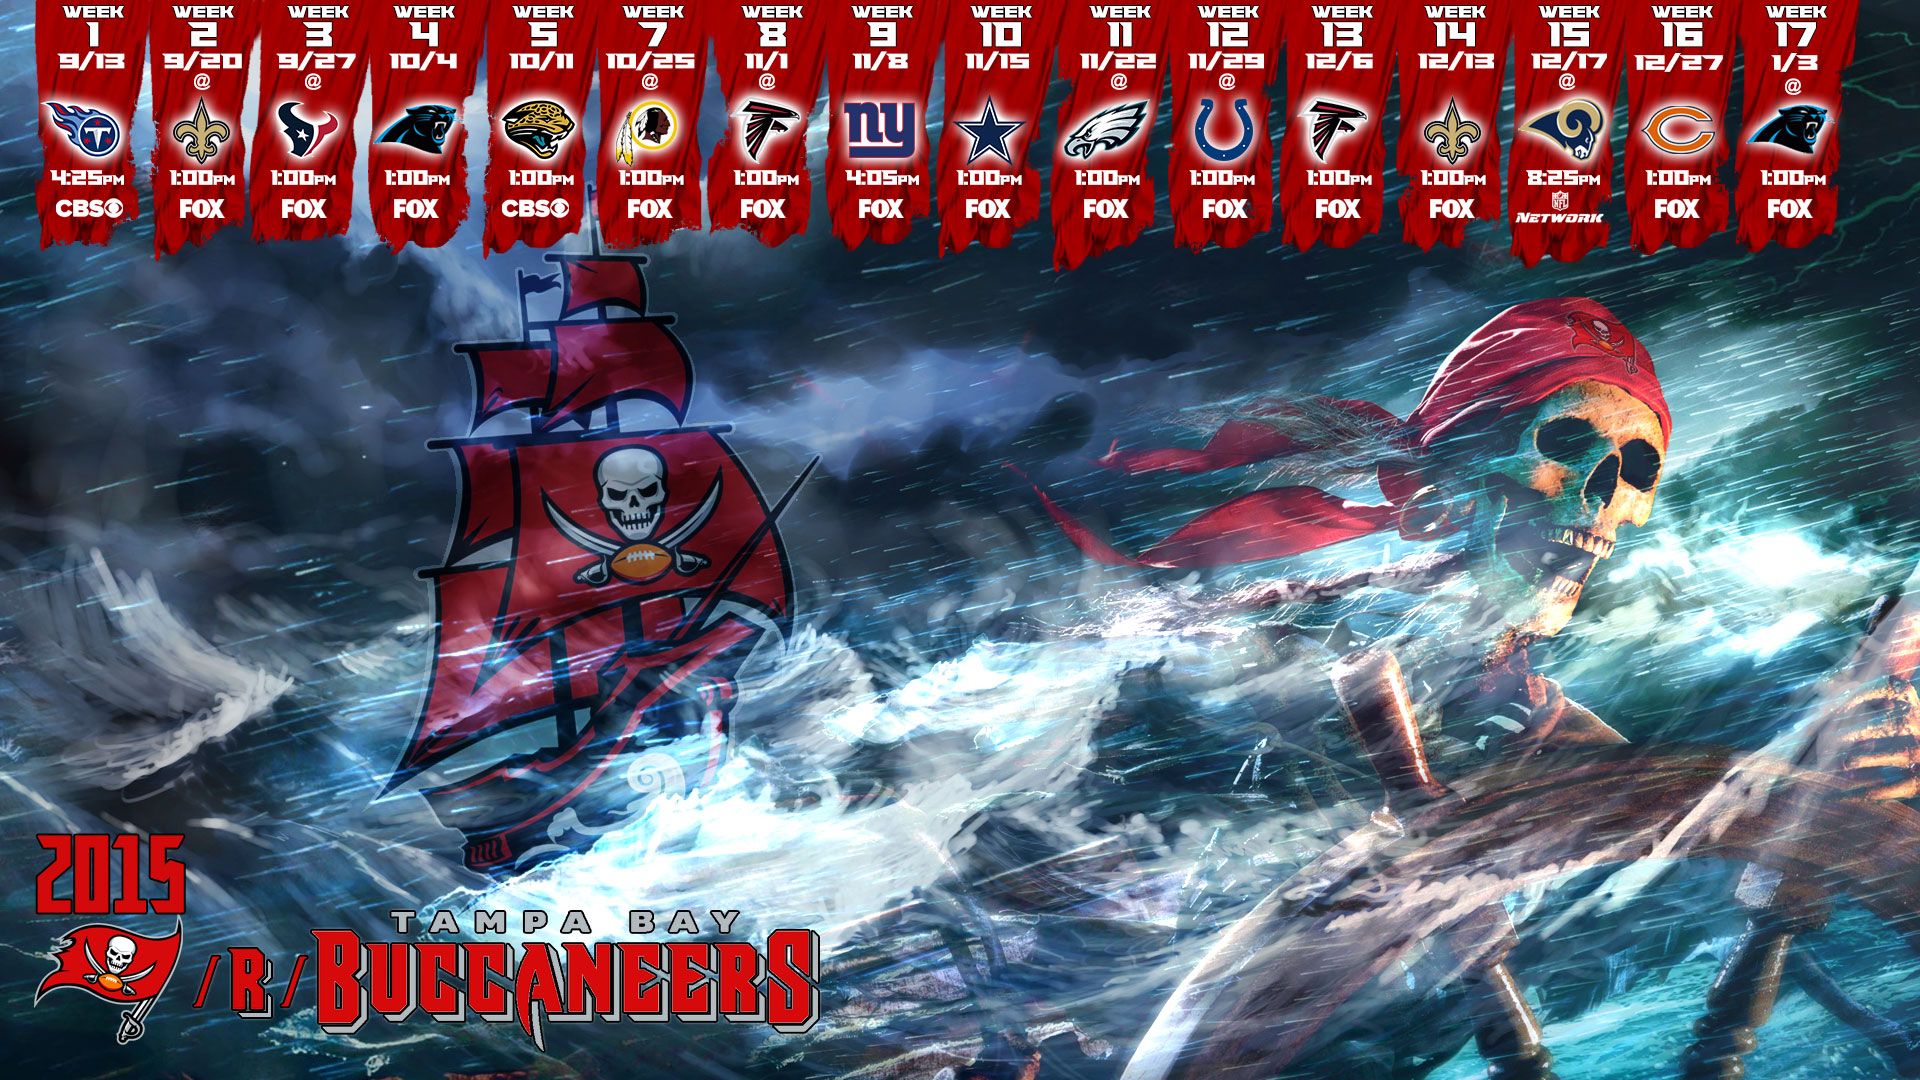 WEEK 1
9/13
4:25PM
CBS
WEEK 2
9/20
@
1:00PM
FOX
WEEK 3
9/27
@
1:00PM
FOX
WEEK 4
10/4
1:00PM
FOX
WEEK 5
10/11
1:00PM
CBS
WEEK 7
10/25
@
1:00PM
FOX
WEEK 8
11/1
@
1:00PM
FOX
WEEK 9
11/8
ny
4:05PM
FOX
WEEK 10
11/15
1:00PM
FOX
WEEK 11
11/22
@
1:00PM
FOX
WEEK 12
11/29
@
1:00PM
FOX
WEEK 13
12/6
1:00PM
FOX
WEEK 14
12/13
1:00PM
FOX
WEEK 15
12/17
@
8:25PM
NFL
NETWORK
WEEK 16
12/27
1:00PM
FOX
WEEK 17
1/3
@
1:00PM
FOX
2015
/R/
TAMPA BAY
BUCCANEERS